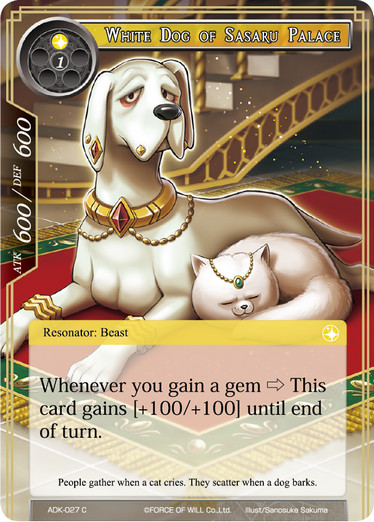 White Dog of Sasaru Palace
1
ATK 600 / DEF 600
Resonator: Beast
Whenever you gain a gem ⇨ This
card gains [+100/+100] until end
of turn.
People gather when a cat cries. They scatter when a dog barks.
ADK-027 C ©FORCE OF WILL Co.,Ltd. Illust/Sanosuke Sakuma